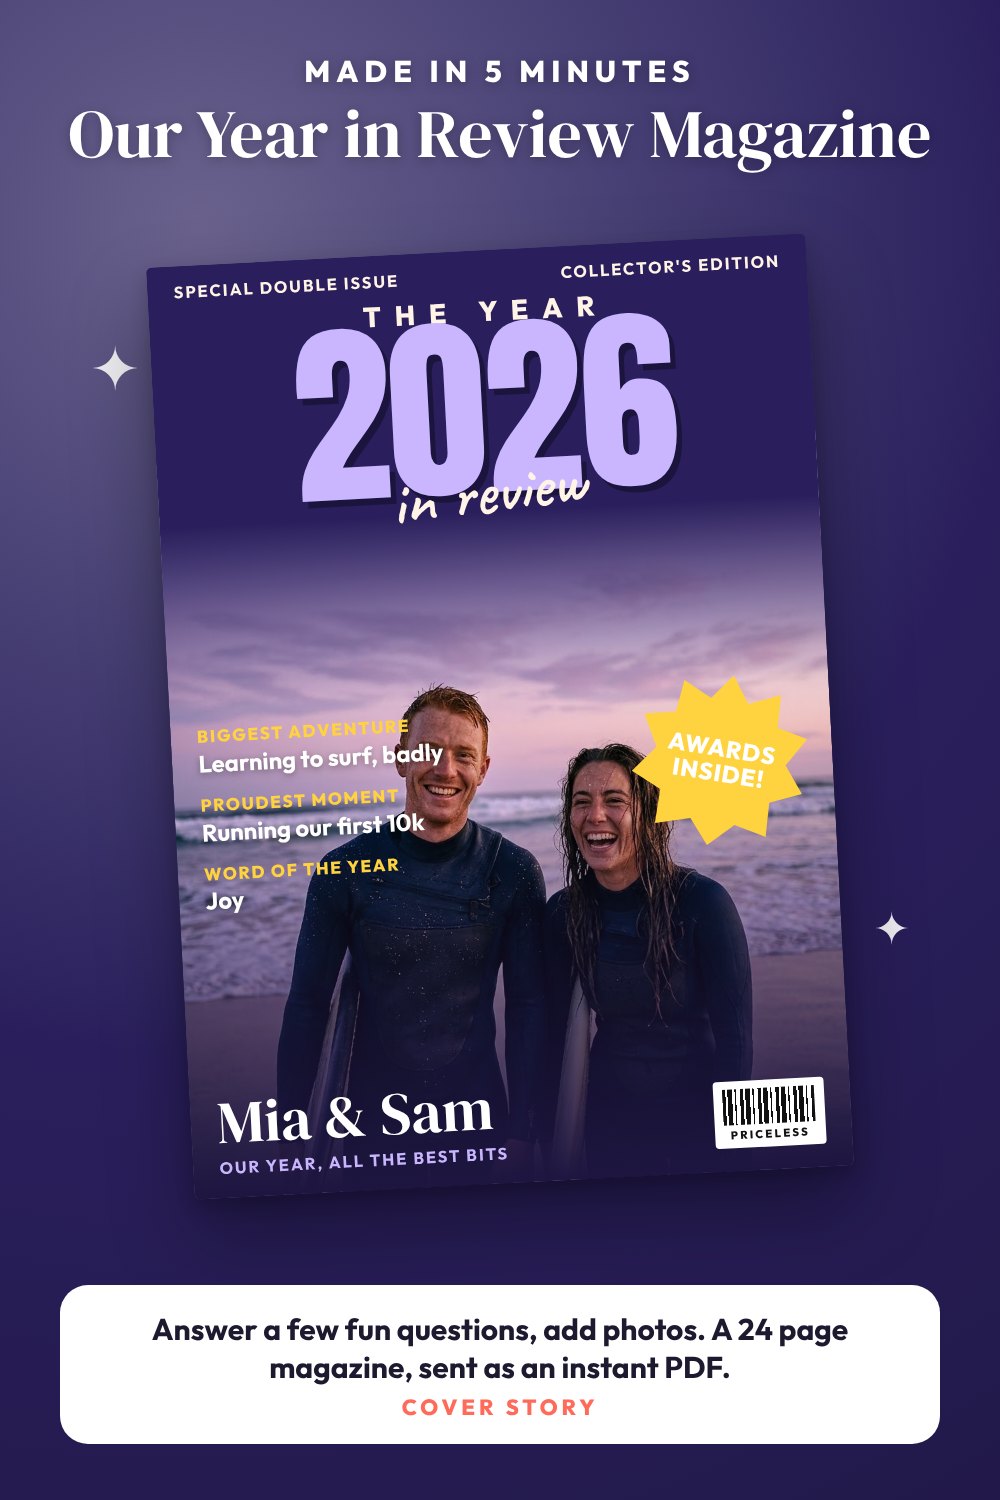 MADE IN 5 MINUTES
Our Year in Review Magazine
SPECIAL DOUBLE ISSUE
COLLECTOR'S EDITION
THE YEAR
2026
in review
BIGGEST ADVENTURE
Learning to surf, badly
PROUDEST MOMENT
Running our first 10k
WORD OF THE YEAR
Joy
AWARDS
INSIDE!
Mia & Sam
OUR YEAR, ALL THE BEST BITS
PRICELESS
Answer a few fun questions, add photos. A 24 page
magazine, sent as an instant PDF.
COVER STORY